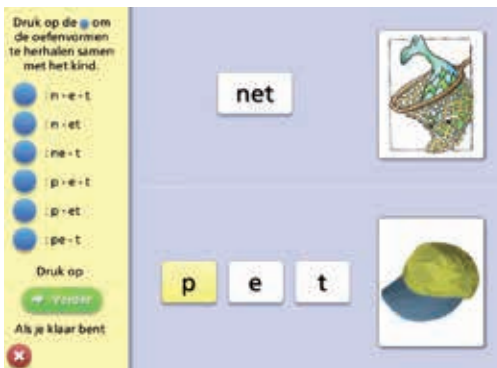 Druk op de om
de oefenvormen
te herhalen samen
met het kind.
: n - e - t
: n - et
: ne - t
: p - e - t
: p - et
: pe - t
Druk op
Verder
Als je klaar bent
net
p e t